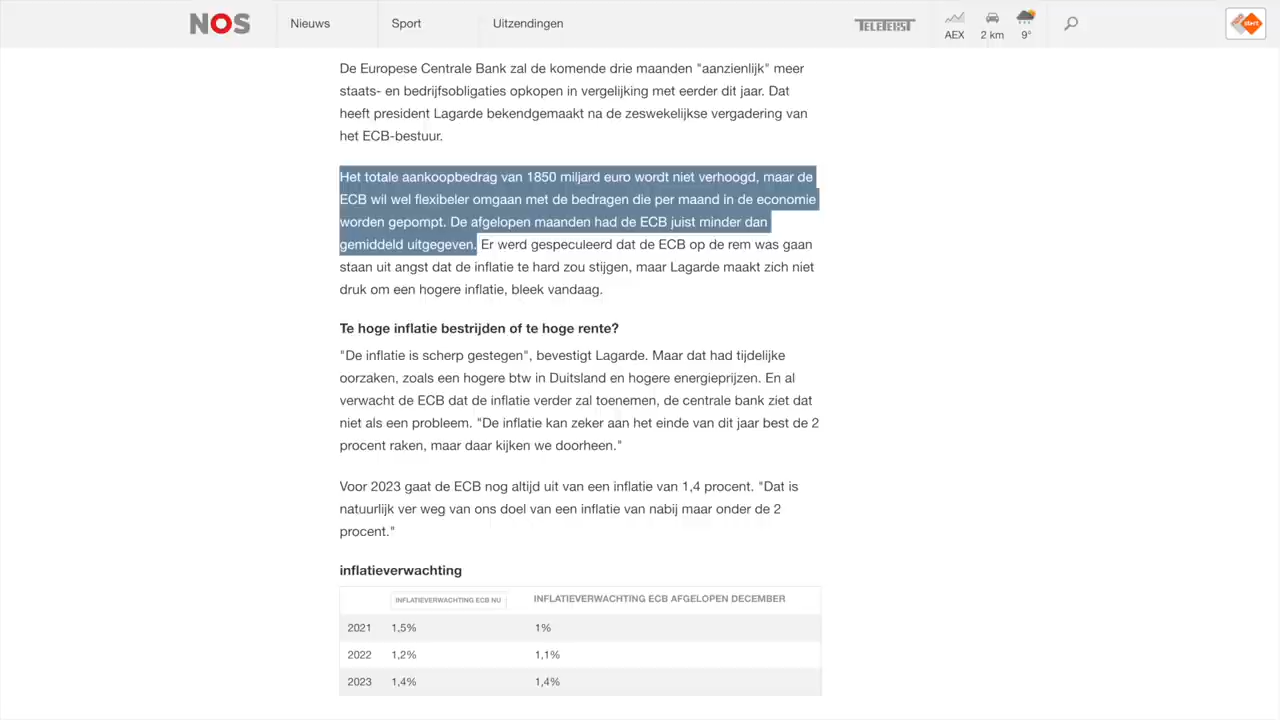 NOS
Nieuws
Sport
Uitzendingen
TELETEKST
AEX
2 km
9°
start
De Europese Centrale Bank zal de komende drie maanden "aanzienlijk" meer
staats- en bedrijfsobligaties opkopen in vergelijking met eerder dit jaar. Dat
heeft president Lagarde bekendgemaakt na de zeswekelijkse vergadering van
het ECB-bestuur.
Het totale aankoopbedrag van 1850 miljard euro wordt niet verhoogd, maar de
ECB wil wel flexibeler omgaan met de bedragen die per maand in de economie
worden gepompt. De afgelopen maanden had de ECB juist minder dan
gemiddeld uitgegeven. Er werd gespeculeerd dat de ECB op de rem was gaan
staan uit angst dat de inflatie te hard zou stijgen, maar Lagarde maakt zich niet
druk om een hogere inflatie, bleek vandaag.
Te hoge inflatie bestrijden of te hoge rente?
"De inflatie is scherp gestegen", bevestigt Lagarde. Maar dat had tijdelijke
oorzaken, zoals een hogere btw in Duitsland en hogere energieprijzen. En al
verwacht de ECB dat de inflatie verder zal toenemen, de centrale bank ziet dat
niet als een probleem. "De inflatie kan zeker aan het einde van dit jaar best de 2
procent raken, maar daar kijken we doorheen."
Voor 2023 gaat de ECB nog altijd uit van een inflatie van 1,4 procent. "Dat is
natuurlijk ver weg van ons doel van een inflatie van nabij maar onder de 2
procent."
inflatieverwachting
INFLATIEVERWACHTING ECB NU INFLATIEVERWACHTING ECB AFGELOPEN DECEMBER
2021 1,5% 1%
2022 1,2% 1,1%
2023 1,4% 1,4%